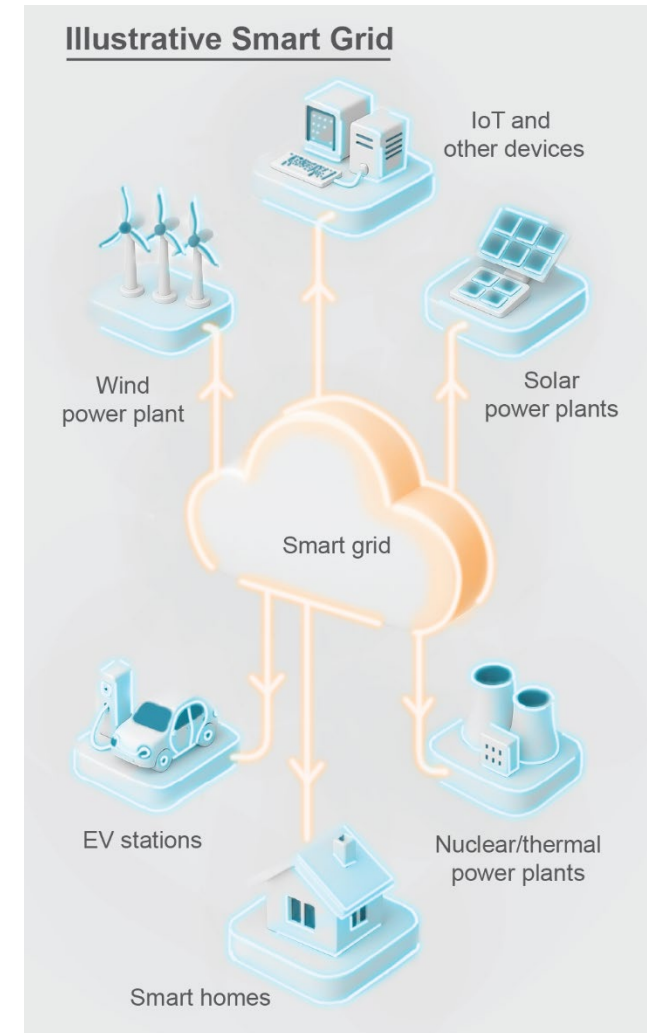 Illustrative Smart Grid
IoT and
other devices
Wind
power plant
Solar
power plants
Smart grid
EV stations
Nuclear/thermal
power plants
Smart homes